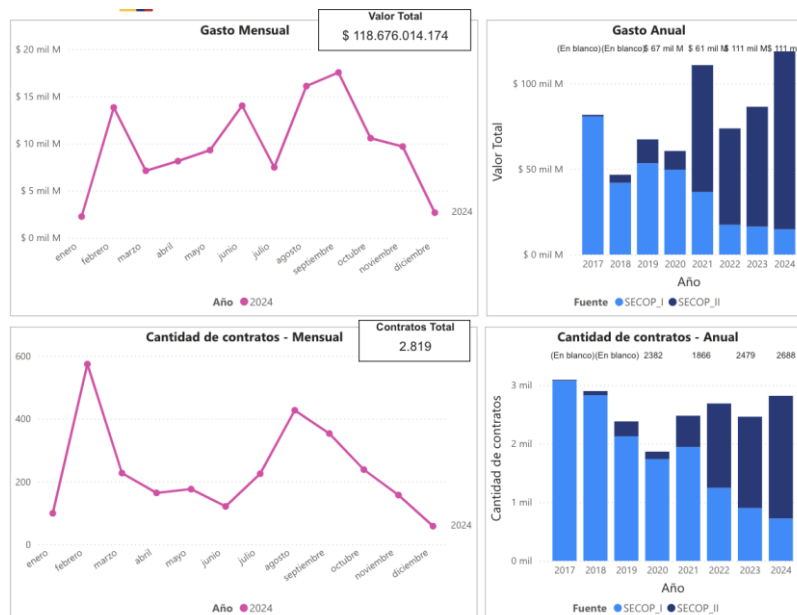 Gasto Mensual
Valor Total
$ 118.676.014.174
$ 20 mil M
$ 15 mil M
$ 10 mil M
$ 5 mil M
$ 0 mil M
2024
enero
febrero
marzo
abril
mayo
junio
julio
agosto
septiembre
octubre
noviembre
diciembre
Año 2024
Gasto Anual
(En blanco) (En blanco) $ 67 mil M $ 61 mil M $ 111 mil M $ 111 m
Valor Total
$ 100 mil M
$ 50 mil M
$ 0 mil M
2017 2018 2019 2020 2021 2022 2023 2024
Año
Fuente SECOP_I SECOP_II
Cantidad de contratos - Mensual
Contratos Total
2.819
600
400
200
0
2024
enero
febrero
marzo
abril
mayo
junio
julio
agosto
septiembre
octubre
noviembre
diciembre
Año 2024
Cantidad de contratos - Anual
(En blanco) (En blanco) 2382 1866 2479 2688
Cantidad de contratos
3 mil
2 mil
1 mil
0 mil
2017 2018 2019 2020 2021 2022 2023 2024
Año
Fuente SECOP_I SECOP_II